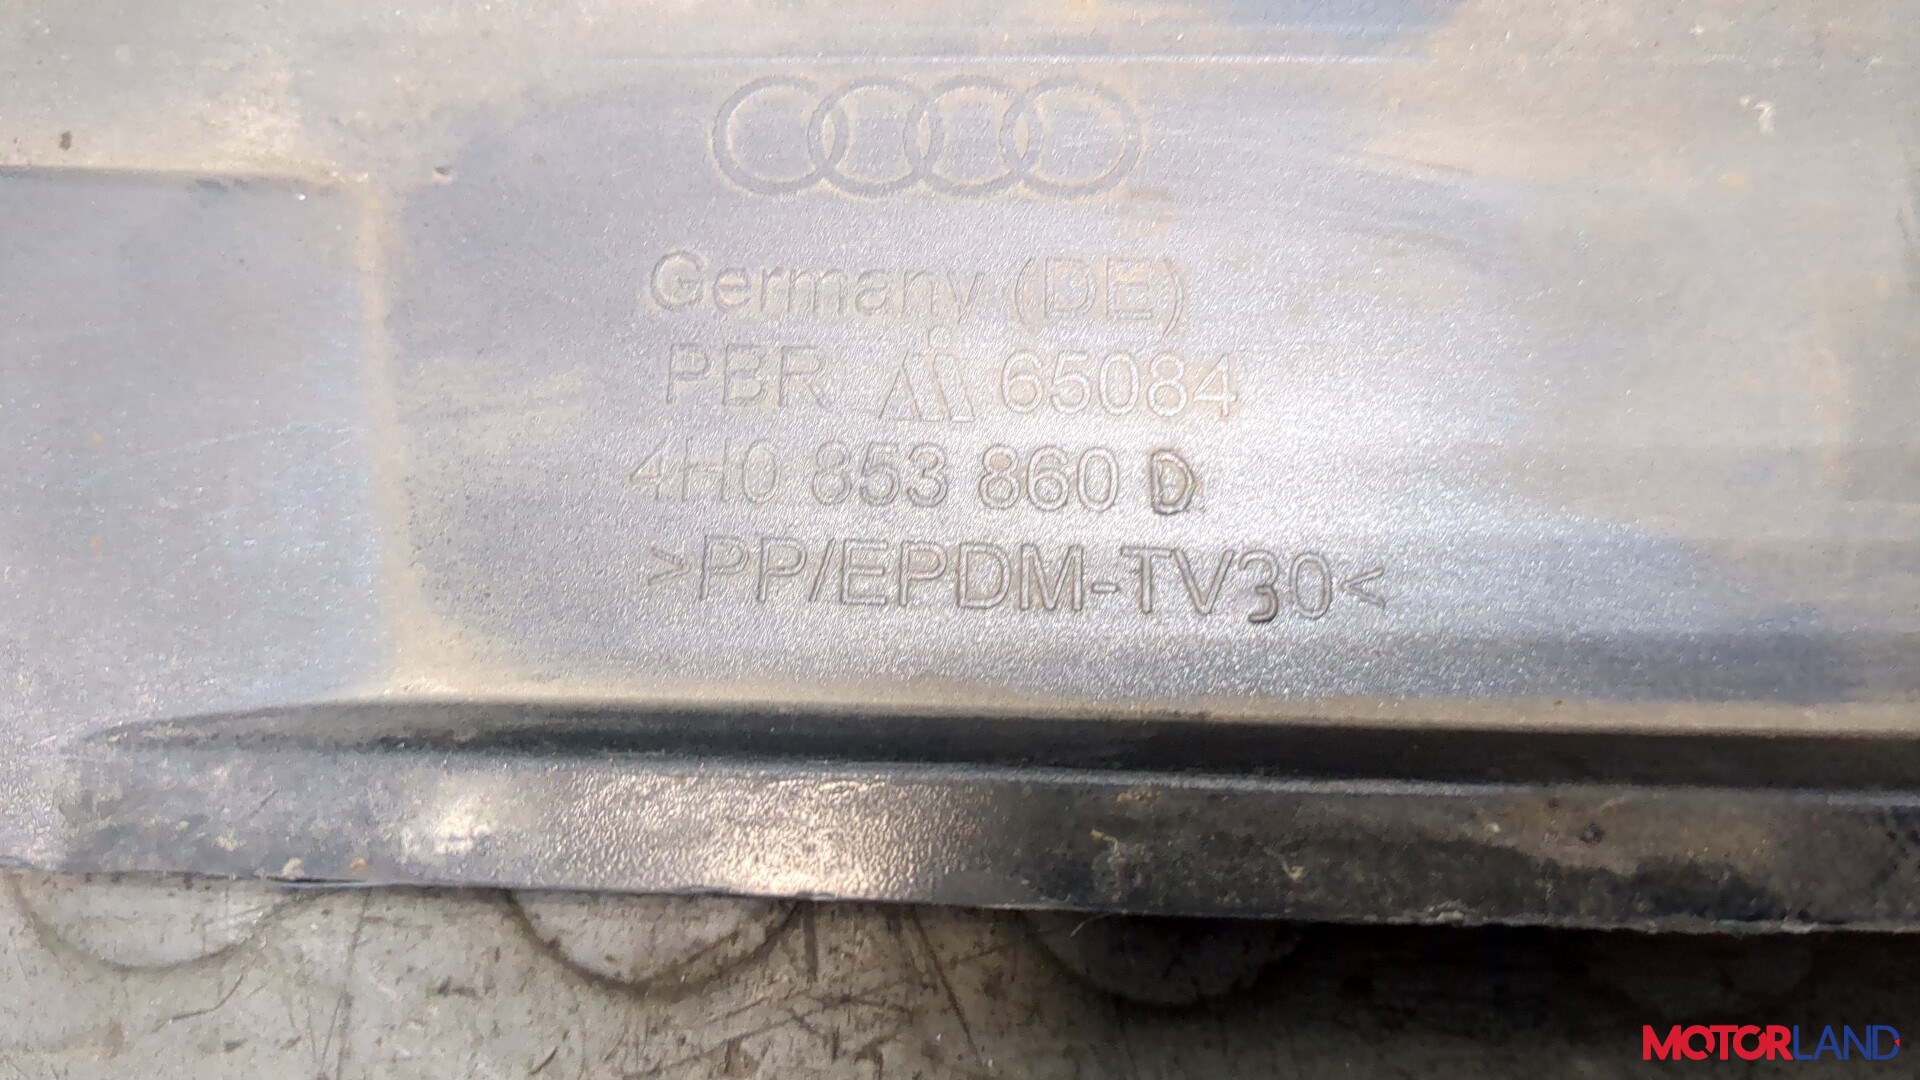 Germany (DE)
PBR 65084
4H0 853 860 D
>PP/EPDM-TV30<
MOTORLAND